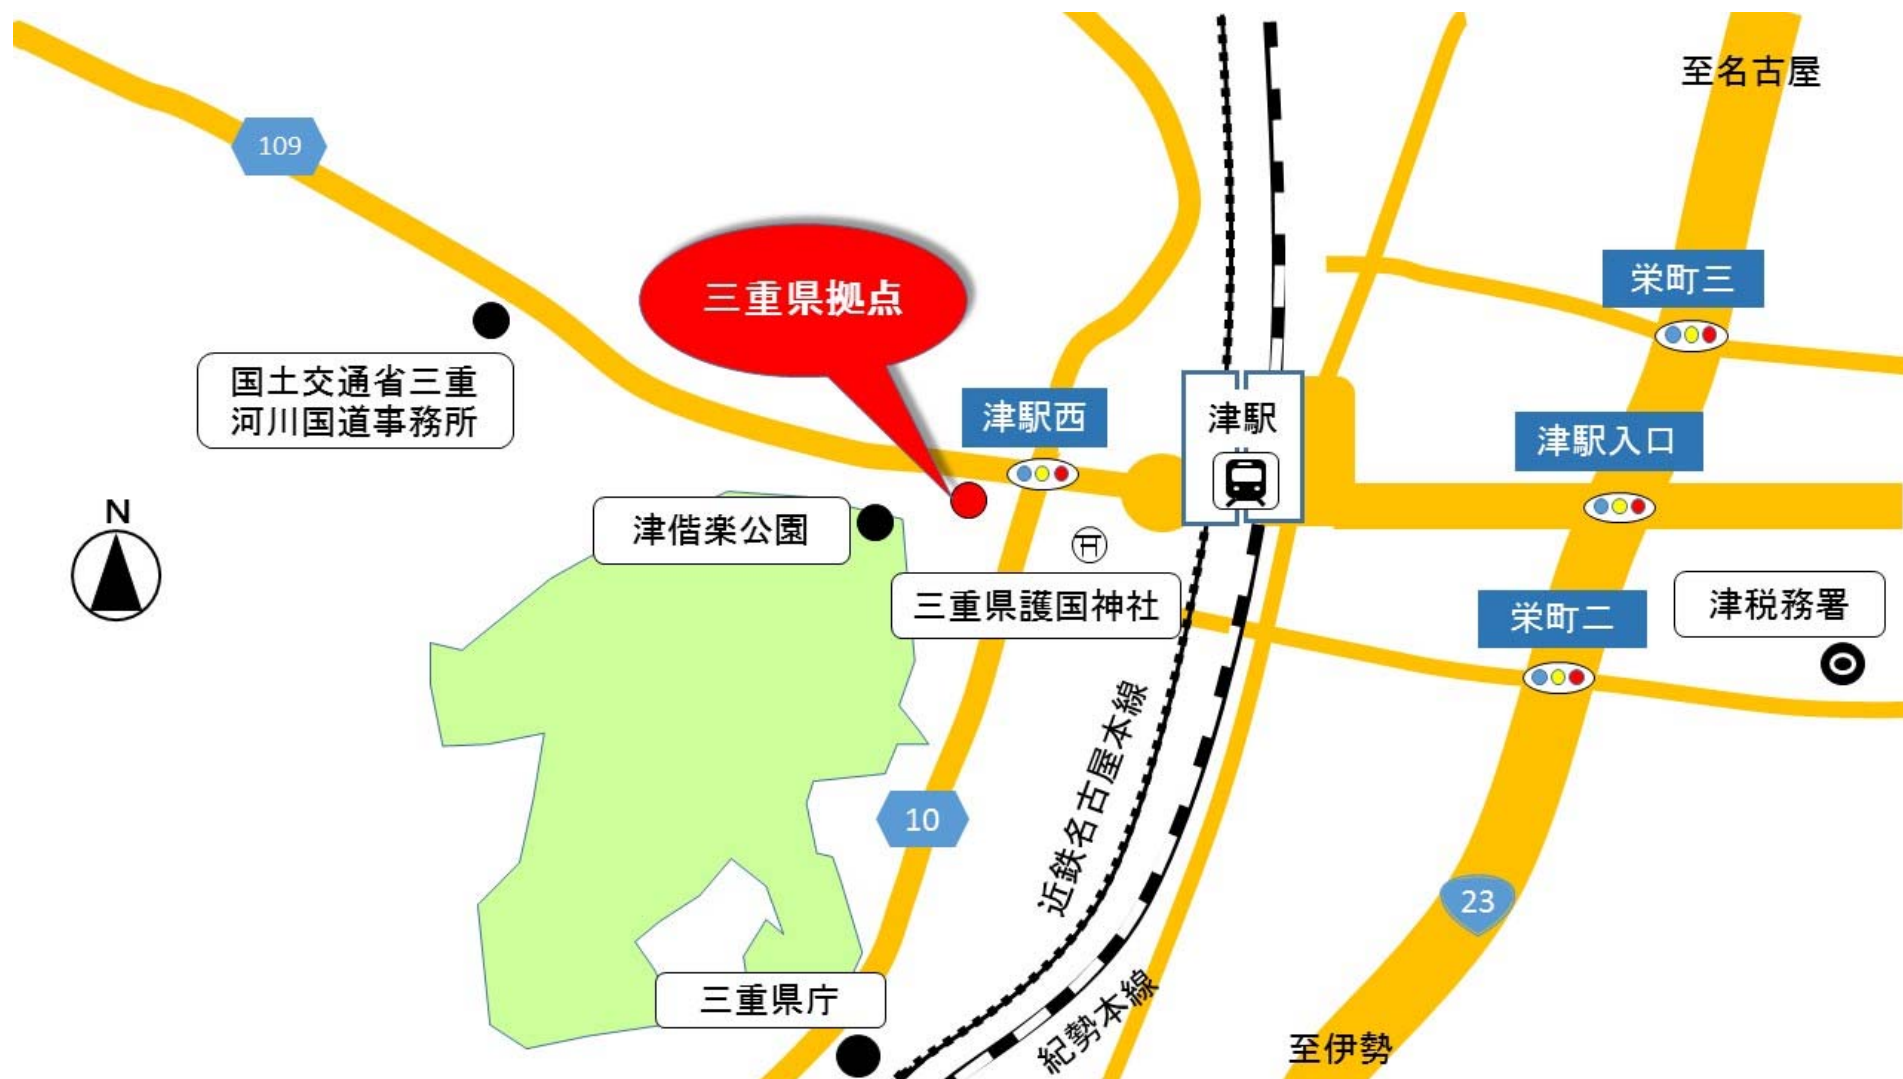 至名古屋
109
栄町三
三重県拠点
国土交通省三重
河川国道事務所
津駅西
津駅
津駅入口
N
津偕楽公園
三重県護国神社
栄町二
津税務署
近鉄名古屋本線
10
23
三重県庁
紀勢本線
至伊勢